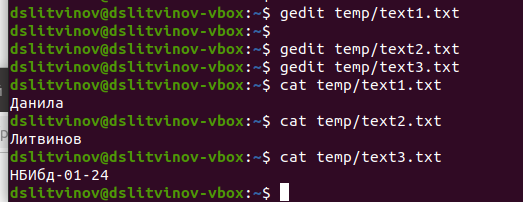 dslitvinov@dslitvinov-vbox:~$ gedit temp/text1.txt
dslitvinov@dslitvinov-vbox:~$
dslitvinov@dslitvinov-vbox:~$ gedit temp/text2.txt
dslitvinov@dslitvinov-vbox:~$ gedit temp/text3.txt
dslitvinov@dslitvinov-vbox:~$ cat temp/text1.txt
Данила
dslitvinov@dslitvinov-vbox:~$ cat temp/text2.txt
Литвинов
dslitvinov@dslitvinov-vbox:~$ cat temp/text3.txt
НБИбд-01-24
dslitvinov@dslitvinov-vbox:~$